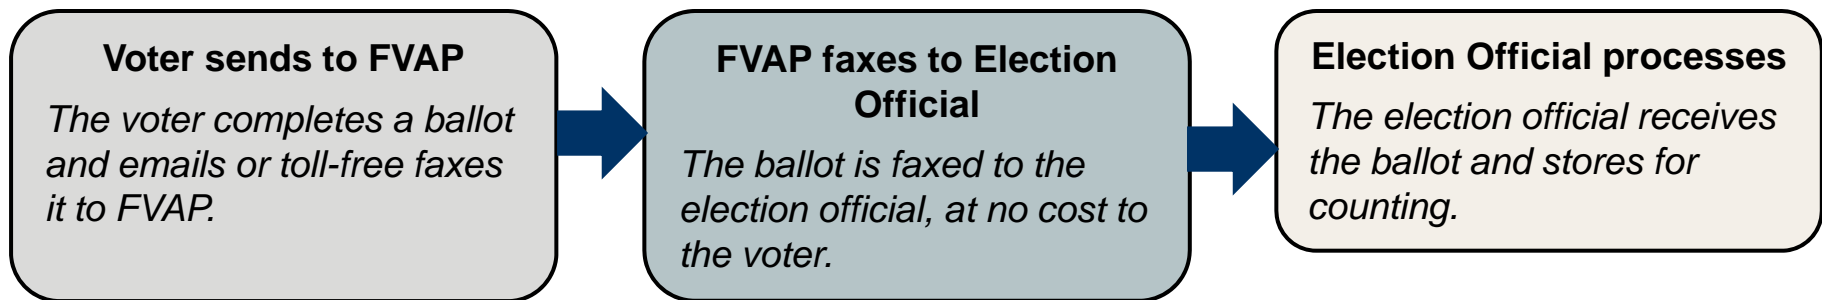 Voter sends to FVAP
The voter completes a ballot
and emails or toll-free faxes
it to FVAP.
FVAP faxes to Election
Official
The ballot is faxed to the
election official, at no cost to
the voter.
Election Official processes
The election official receives
the ballot and stores for
counting.